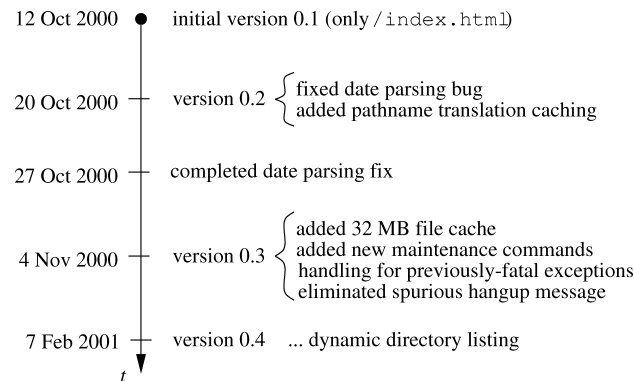 12 Oct 2000 initial version 0.1 (only /index.html)
20 Oct 2000 version 0.2
fixed date parsing bug
added pathname translation caching
27 Oct 2000 completed date parsing fix
4 Nov 2000 version 0.3
added 32 MB file cache
added new maintenance commands
handling for previously-fatal exceptions
eliminated spurious hangup message
7 Feb 2001 version 0.4 ... dynamic directory listing
t